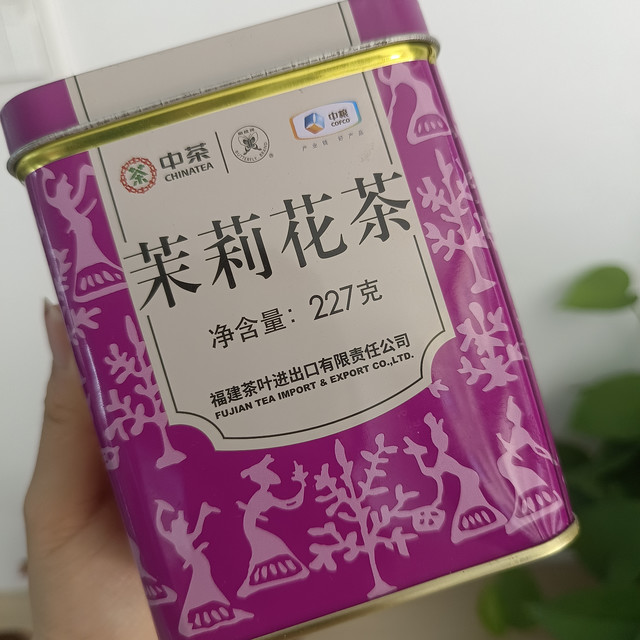 茶 中茶 CHINATEA
中粮
COFCO
茉莉花茶
净含量：227克
福建茶叶进出口有限责任公司
FUJIAN TEA IMPORT & EXPORT CO.,LTD.